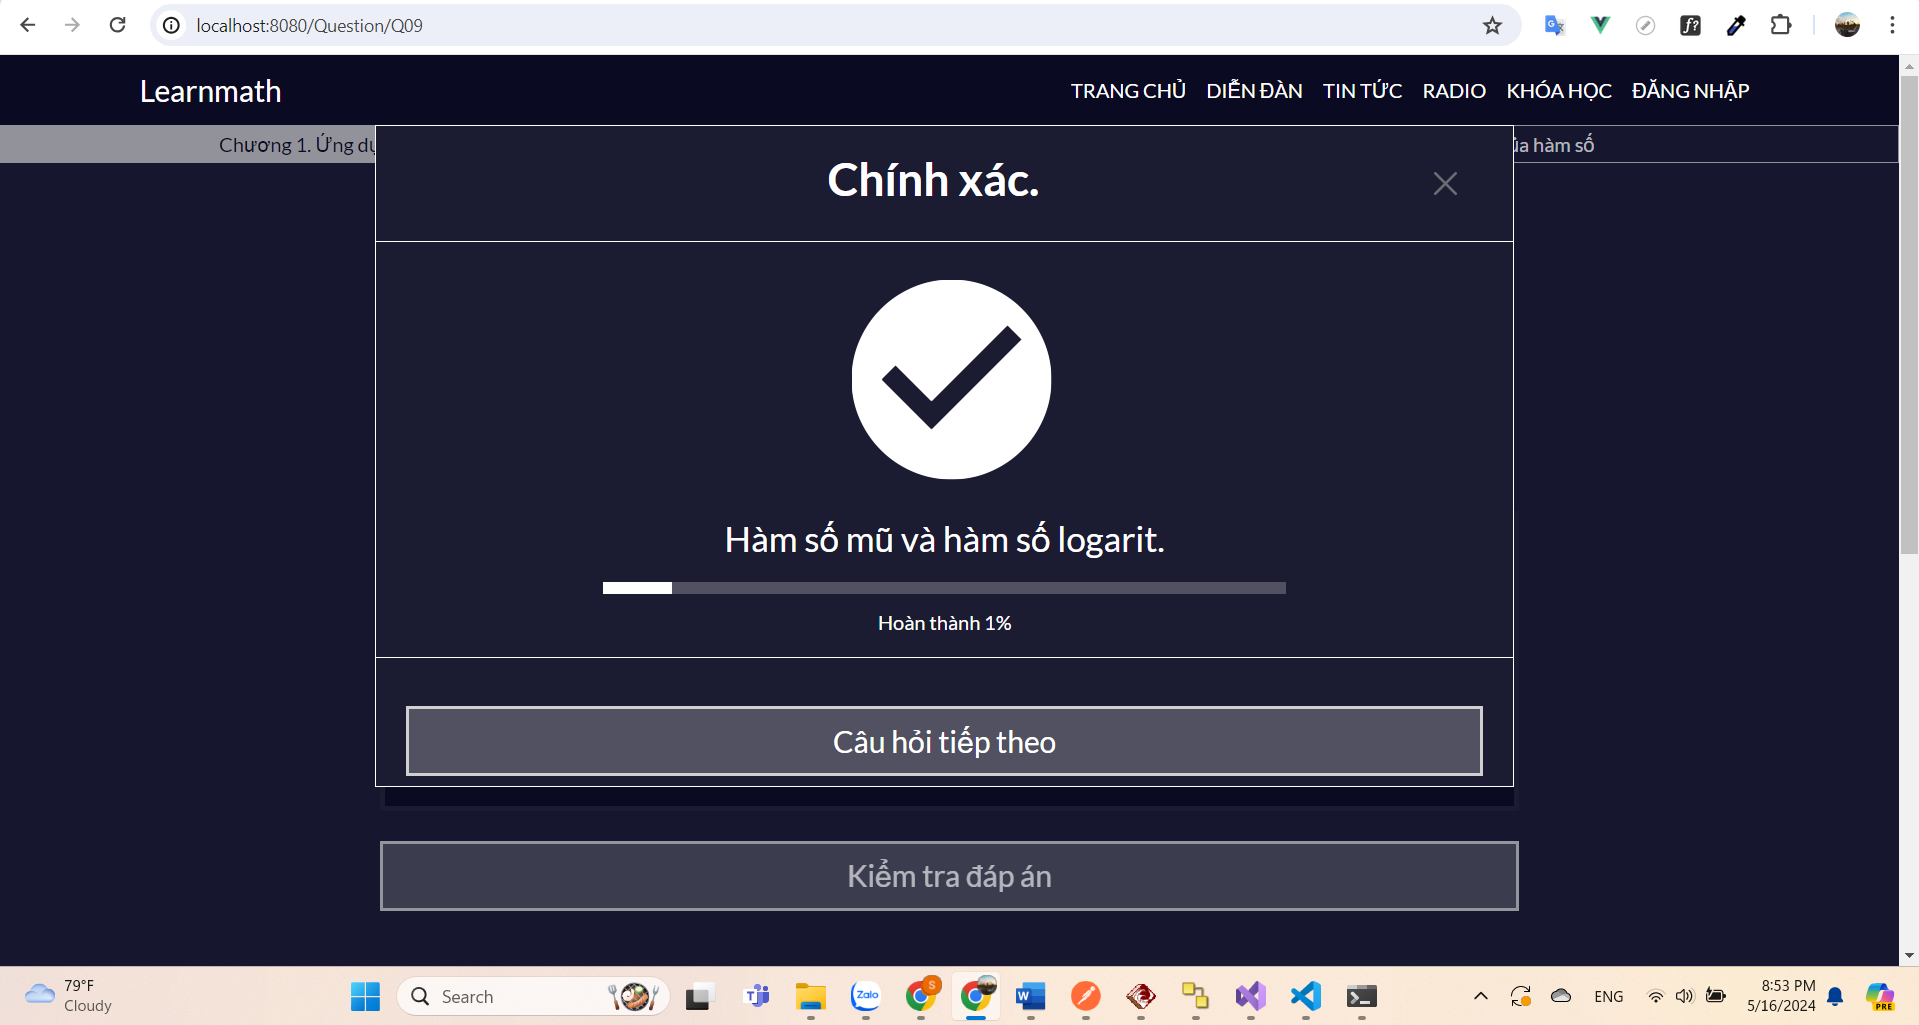 localhost:8080/Question/Q09
Learnmath
TRANG CHỦ DIỄN ĐÀN TIN TỨC RADIO KHÓA HỌC ĐĂNG NHẬP
Chương 1. Ứng
hàm số
Chính xác.
Hàm số mũ và hàm số logarit.
Hoàn thành 1%
Câu hỏi tiếp theo
Kiểm tra đáp án
79°F
Cloudy
Search
Zalo
ENG
8:53 PM
5/16/2024
PRE